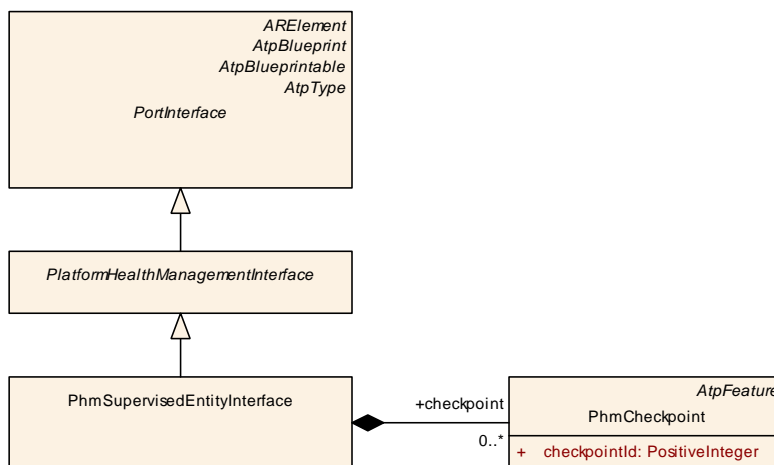 ARElement
AtpBlueprint
AtpBlueprintable
AtpType
PortInterface
PlatformHealthManagementInterface
PhmSupervisedEntityInterface
+checkpoint
0..*
AtpFeature
PhmCheckpoint
+ checkpointId: PositiveInteger